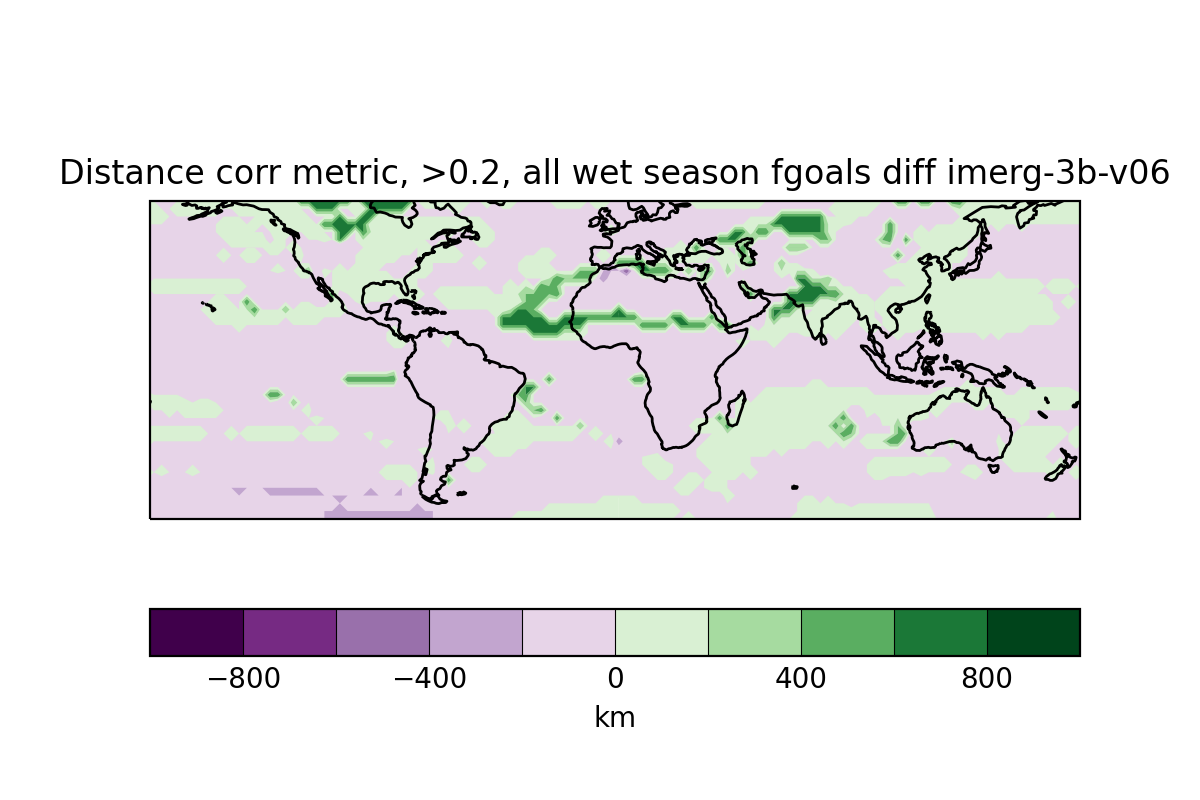 Distance corr metric, >0.2, all wet season fgoals diff imerg-3b-v06
−800 −400 0 400 800
km